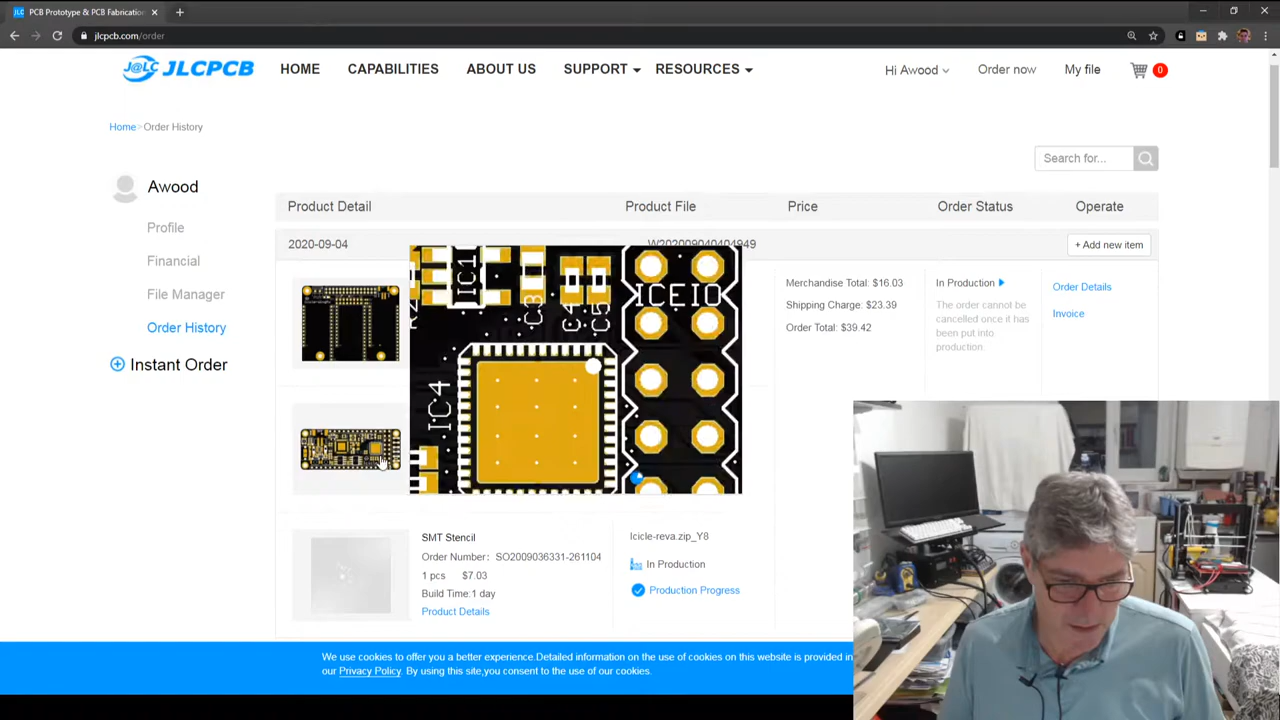 PCB Prototype & PCB Fabrication
jlcpcb.com/order
JLC JLCPCB HOME CAPABILITIES ABOUT US SUPPORT RESOURCES Hi Awood Order now My file 0
Home > Order History
Search for...
Awood
Profile
Financial
File Manager
Order History
Instant Order
Product Detail Product File Price Order Status Operate
2020-09-04 W202009040404949 + Add new item
Merchandise Total: $16.03
Shipping Charge: $23.39
Order Total: $39.42
In Production
The order cannot be
cancelled once it has
been put into
production.
Order Details
Invoice
IC1
C3
C4
C5
ICEIO
IC4
SMT Stencil
Order Number: SO2009036331-261104
1 pcs $7.03
Build Time:1 day
Product Details
Icicle-reva.zip_Y8
In Production
Production Progress
We use cookies to offer you a better experience.Detailed information on the use of cookies on this website is provided in
our Privacy Policy. By using this site,you consent to the use of our cookies.